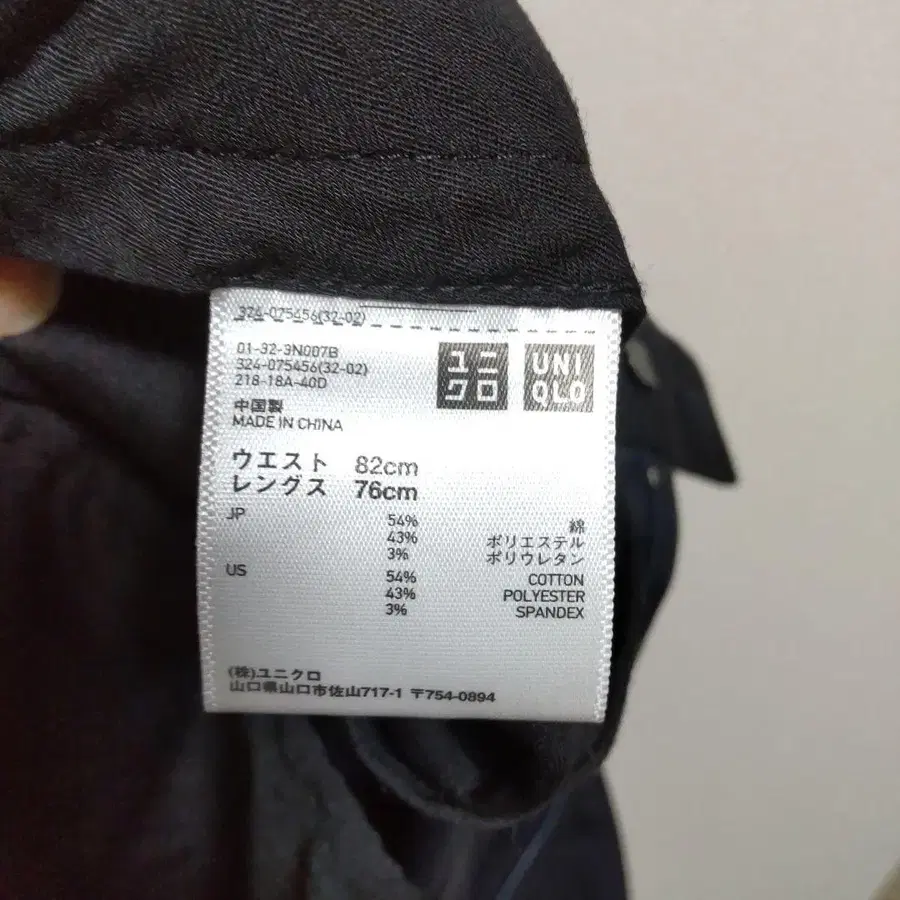 324-075456(32-02)
01-32-3N007B
324-075456(32-02)
218-18A-40D
ユニ
クロ
UNI
QLO
中国製
MADE IN CHINA
ウエスト 82cm
レングス 76cm
JP
54% 綿
43% ポリエステル
3% ポリウレタン
US
54% COTTON
43% POLYESTER
3% SPANDEX
(株)ユニクロ
山口県山口市佐山717-1 〒754-0894